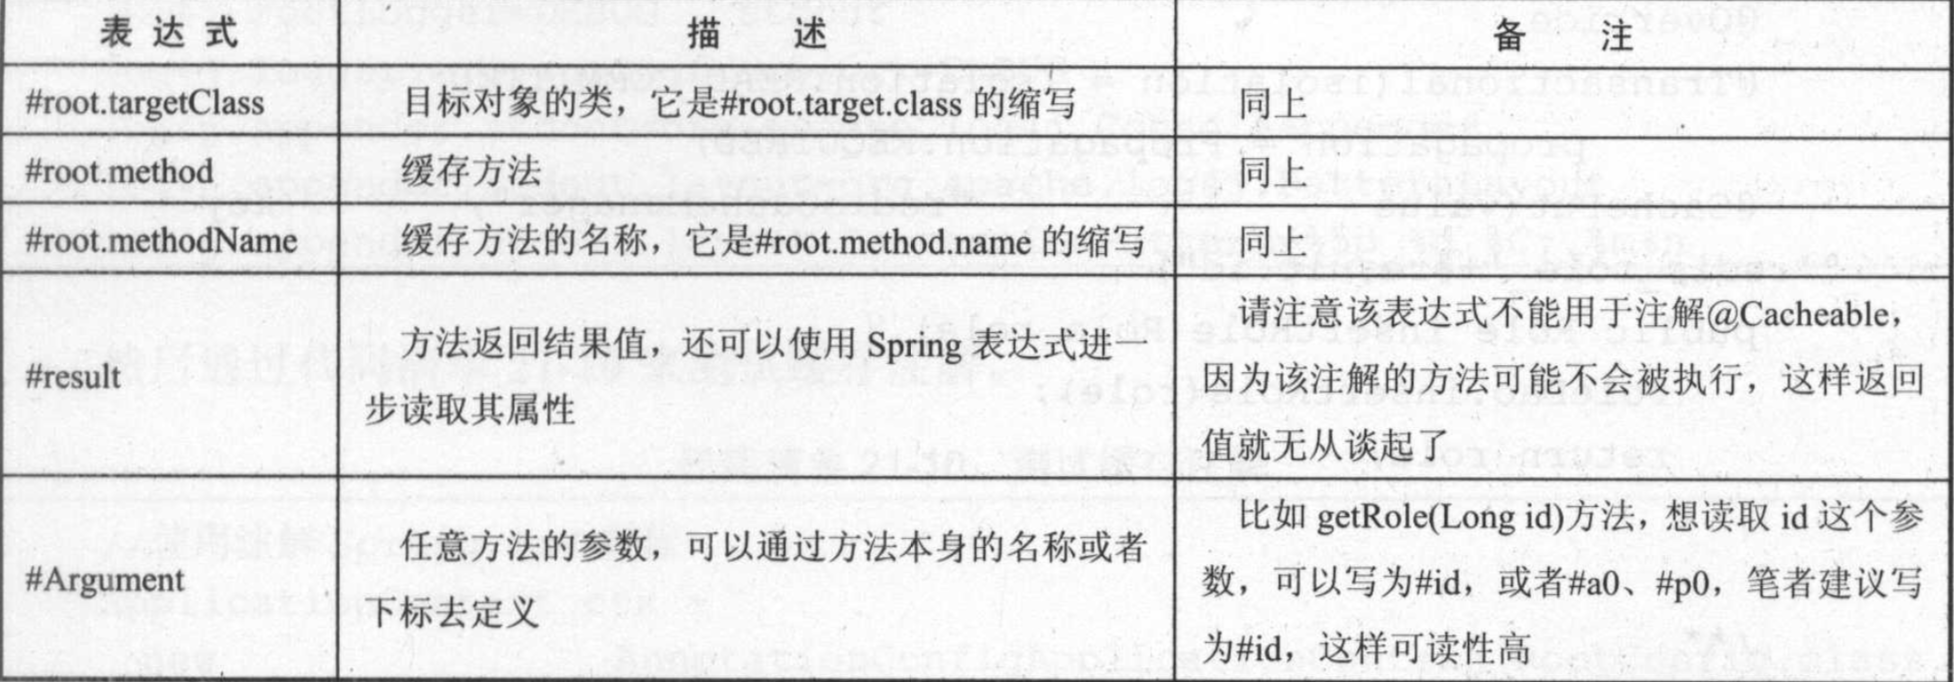 表达式 描述 备注
#root.targetClass 目标对象的类，它是#root.target.class 的缩写 同上
#root.method 缓存方法 同上
#root.methodName 缓存方法的名称，它是#root.method.name 的缩写 同上
#result
方法返回结果值，还可以使用 Spring 表达式进一
步读取其属性
请注意该表达式不能用于注解@Cacheable，
因为该注解的方法可能不会被执行，这样返回
值就无从谈起了
#Argument
任意方法的参数，可以通过方法本身的名称或者
下标去定义
比如 getRole(Long id)方法，想读取 id 这个参
数，可以写为#id，或者#a0、#p0，笔者建议写
为#id，这样可读性高